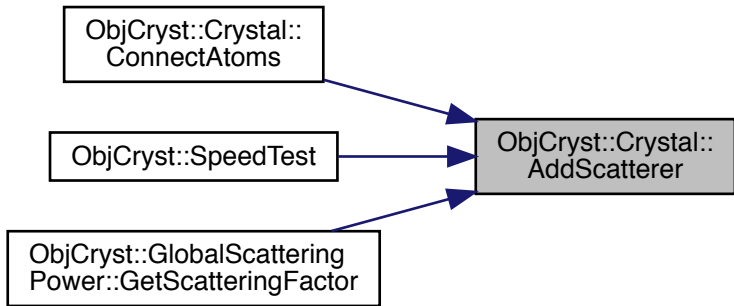 ObjCryst::Crystal::
ConnectAtoms
ObjCryst::SpeedTest
ObjCryst::GlobalScattering
Power::GetScatteringFactor
ObjCryst::Crystal::
AddScatterer